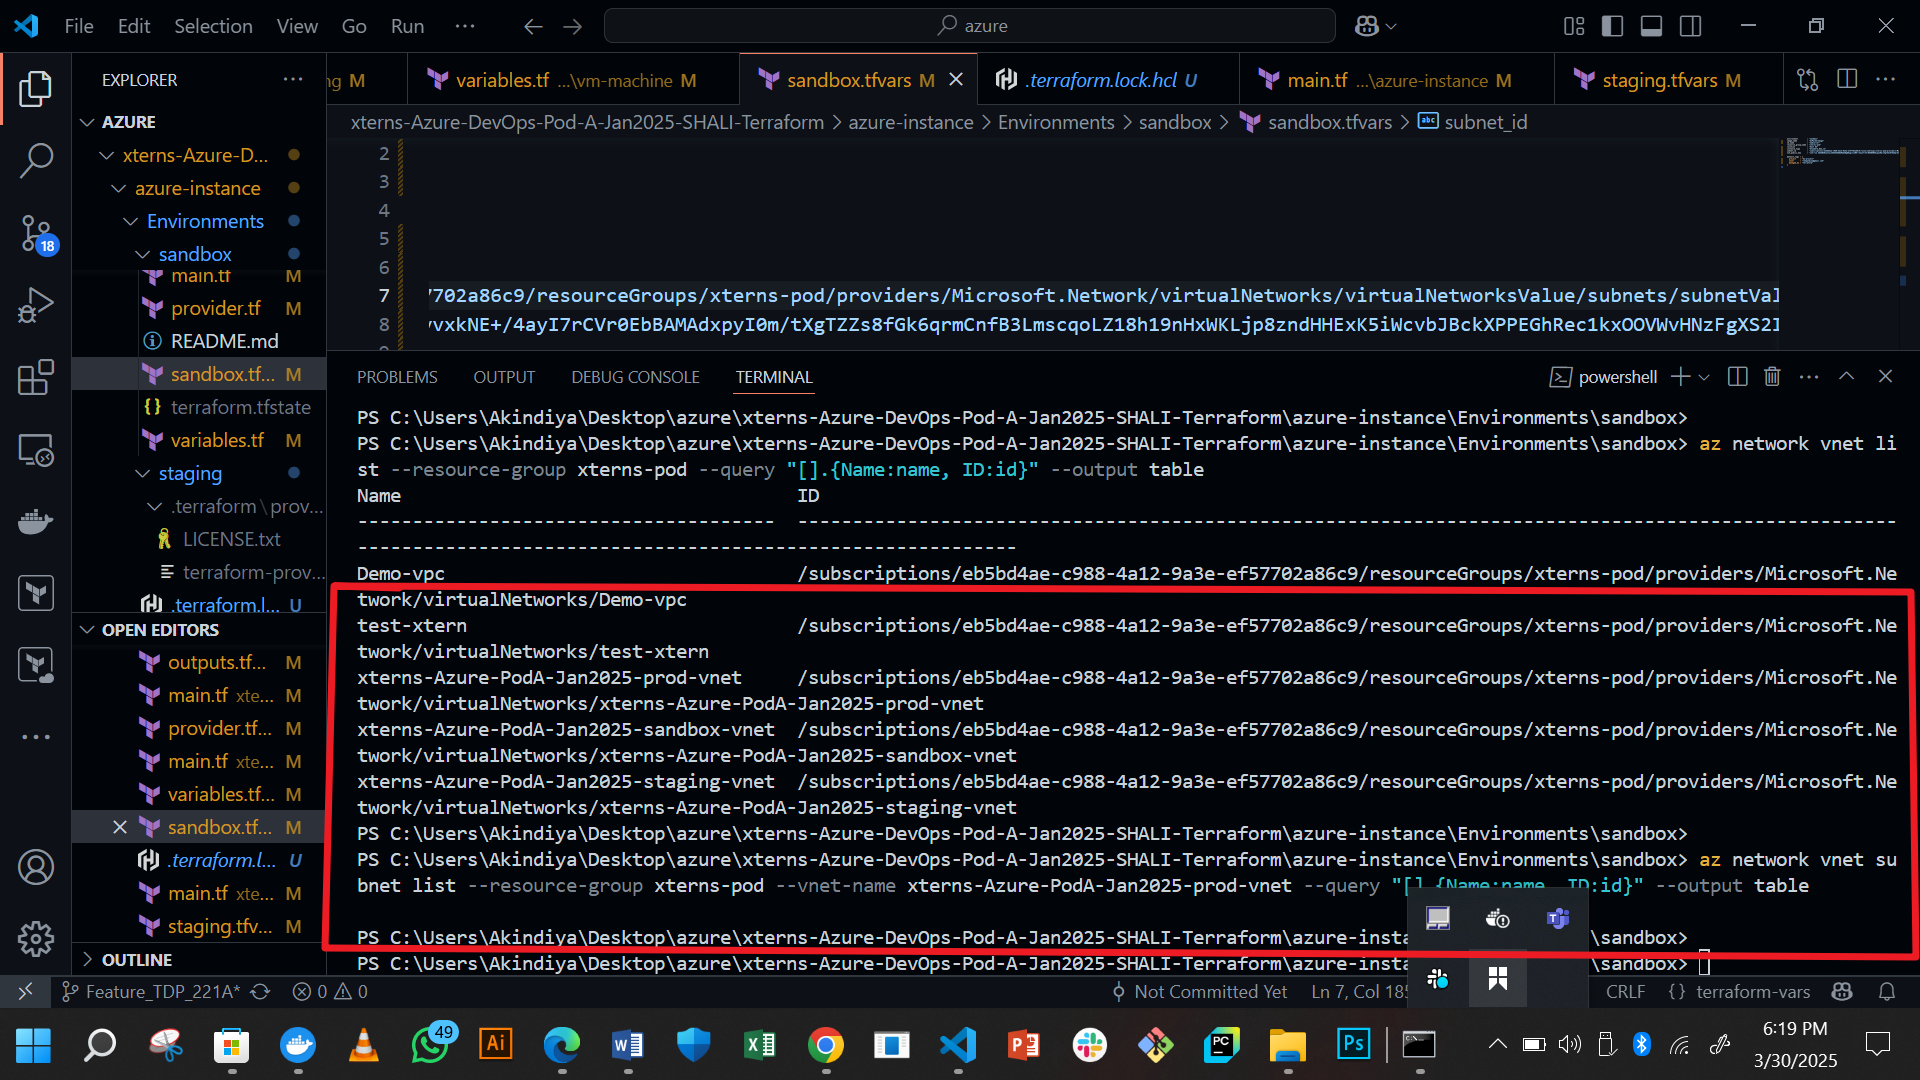 File Edit Selection View Go Run ···
azure
EXPLORER ···
ng M
variables.tf ...\vm-machine M
sandbox.tfvars M
.terraform.lock.hcl U
main.tf ...\azure-instance M
staging.tfvars M
xterns-Azure-DevOps-Pod-A-Jan2025-SHALI-Terraform > azure-instance > Environments > sandbox > sandbox.tfvars > subnet_id
AZURE
xterns-Azure-D...
azure-instance
Environments
sandbox
main.tf M
provider.tf M
README.md
sandbox.tf... M
terraform.tfstate
variables.tf M
staging
.terraform\prov...
LICENSE.txt
terraform-prov...
.terraform.l... U
OPEN EDITORS
outputs.tf... M
main.tf xte... M
provider.tf... M
main.tf xte... M
variables.tf... M
sandbox.tf... M
.terraform.l... U
main.tf xte... M
staging.tfv... M
OUTLINE
18
2
3
4
5
6
7 7702a86c9/resourceGroups/xterns-pod/providers/Microsoft.Network/virtualNetworks/virtualNetworksValue/subnets/subnetVal
8 vxkNE+/4ayI7rCVr0EbBAMAdxpyI0m/tXgTZZs8fGk6qrmCnfB3LmscqoLZ18h19nHxWKLjp8zndHHExK5iWcvbJBckXPPEGhRec1kxOOVWvHNzFgXS2I
PROBLEMS OUTPUT DEBUG CONSOLE TERMINAL
powershell
PS C:\Users\Akindiya\Desktop\azure\xterns-Azure-DevOps-Pod-A-Jan2025-SHALI-Terraform\azure-instance\Environments\sandbox>
PS C:\Users\Akindiya\Desktop\azure\xterns-Azure-DevOps-Pod-A-Jan2025-SHALI-Terraform\azure-instance\Environments\sandbox> az network vnet li
st --resource-group xterns-pod --query "[].{Name:name, ID:id}" --output table
Name ID
-------------------------------------- ----------------------------------------------------------------------------------------------------
------------------------------------------------------------
Demo-vpc /subscriptions/eb5bd4ae-c988-4a12-9a3e-ef57702a86c9/resourceGroups/xterns-pod/providers/Microsoft.Ne
twork/virtualNetworks/Demo-vpc
test-xtern /subscriptions/eb5bd4ae-c988-4a12-9a3e-ef57702a86c9/resourceGroups/xterns-pod/providers/Microsoft.Ne
twork/virtualNetworks/test-xtern
xterns-Azure-PodA-Jan2025-prod-vnet /subscriptions/eb5bd4ae-c988-4a12-9a3e-ef57702a86c9/resourceGroups/xterns-pod/providers/Microsoft.Ne
twork/virtualNetworks/xterns-Azure-PodA-Jan2025-prod-vnet
xterns-Azure-PodA-Jan2025-sandbox-vnet /subscriptions/eb5bd4ae-c988-4a12-9a3e-ef57702a86c9/resourceGroups/xterns-pod/providers/Microsoft.Ne
twork/virtualNetworks/xterns-Azure-PodA-Jan2025-sandbox-vnet
xterns-Azure-PodA-Jan2025-staging-vnet /subscriptions/eb5bd4ae-c988-4a12-9a3e-ef57702a86c9/resourceGroups/xterns-pod/providers/Microsoft.Ne
twork/virtualNetworks/xterns-Azure-PodA-Jan2025-staging-vnet
PS C:\Users\Akindiya\Desktop\azure\xterns-Azure-DevOps-Pod-A-Jan2025-SHALI-Terraform\azure-instance\Environments\sandbox>
PS C:\Users\Akindiya\Desktop\azure\xterns-Azure-DevOps-Pod-A-Jan2025-SHALI-Terraform\azure-instance\Environments\sandbox> az network vnet su
bnet list --resource-group xterns-pod --vnet-name xterns-Azure-PodA-Jan2025-prod-vnet --query "[].{Name:name, ID:id}" --output table
PS C:\Users\Akindiya\Desktop\azure\xterns-Azure-DevOps-Pod-A-Jan2025-SHALI-Terraform\azure-insta \sandbox>
PS C:\Users\Akindiya\Desktop\azure\xterns-Azure-DevOps-Pod-A-Jan2025-SHALI-Terraform\azure-insta \sandbox>
Feature_TDP_221A* 0 0
Not Committed Yet Ln 7, Col 185 CRLF {} terraform-vars
49
6:19 PM
3/30/2025